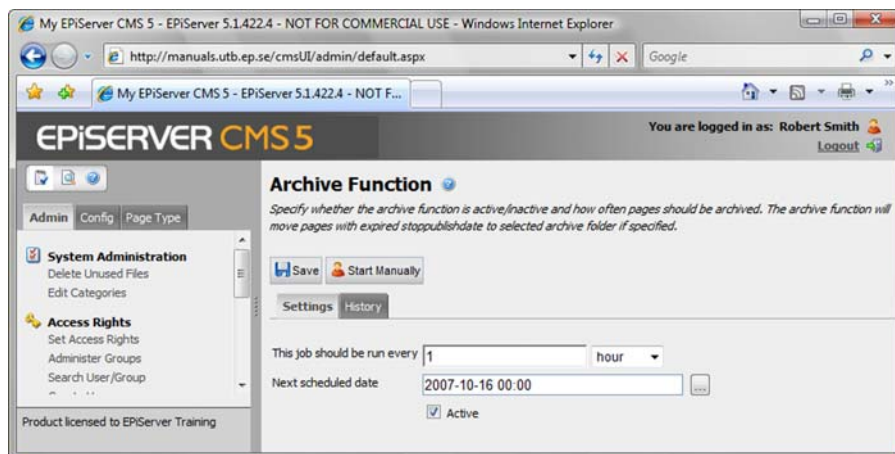 My EPiServer CMS 5 - EPiServer 5.1.422.4 - NOT FOR COMMERCIAL USE - Windows Internet Explorer
http://manuals.utb.ep.se/cmsUI/admin/default.aspx
Google
My EPiServer CMS 5 - EPiServer 5.1.422.4 - NOT F...
EPiSERVER CMS 5
You are logged in as: Robert Smith
Logout
Admin Config Page Type
System Administration
Delete Unused Files
Edit Categories
Access Rights
Set Access Rights
Administer Groups
Search User/Group
Product licensed to EPiServer Training
Archive Function
Specify whether the archive function is active/inactive and how often pages should be archived. The archive function will
move pages with expired stoppublishdate to selected archive folder if specified.
Save Start Manually
Settings History
This job should be run every 1 hour
Next scheduled date 2007-10-16 00:00
...
Active